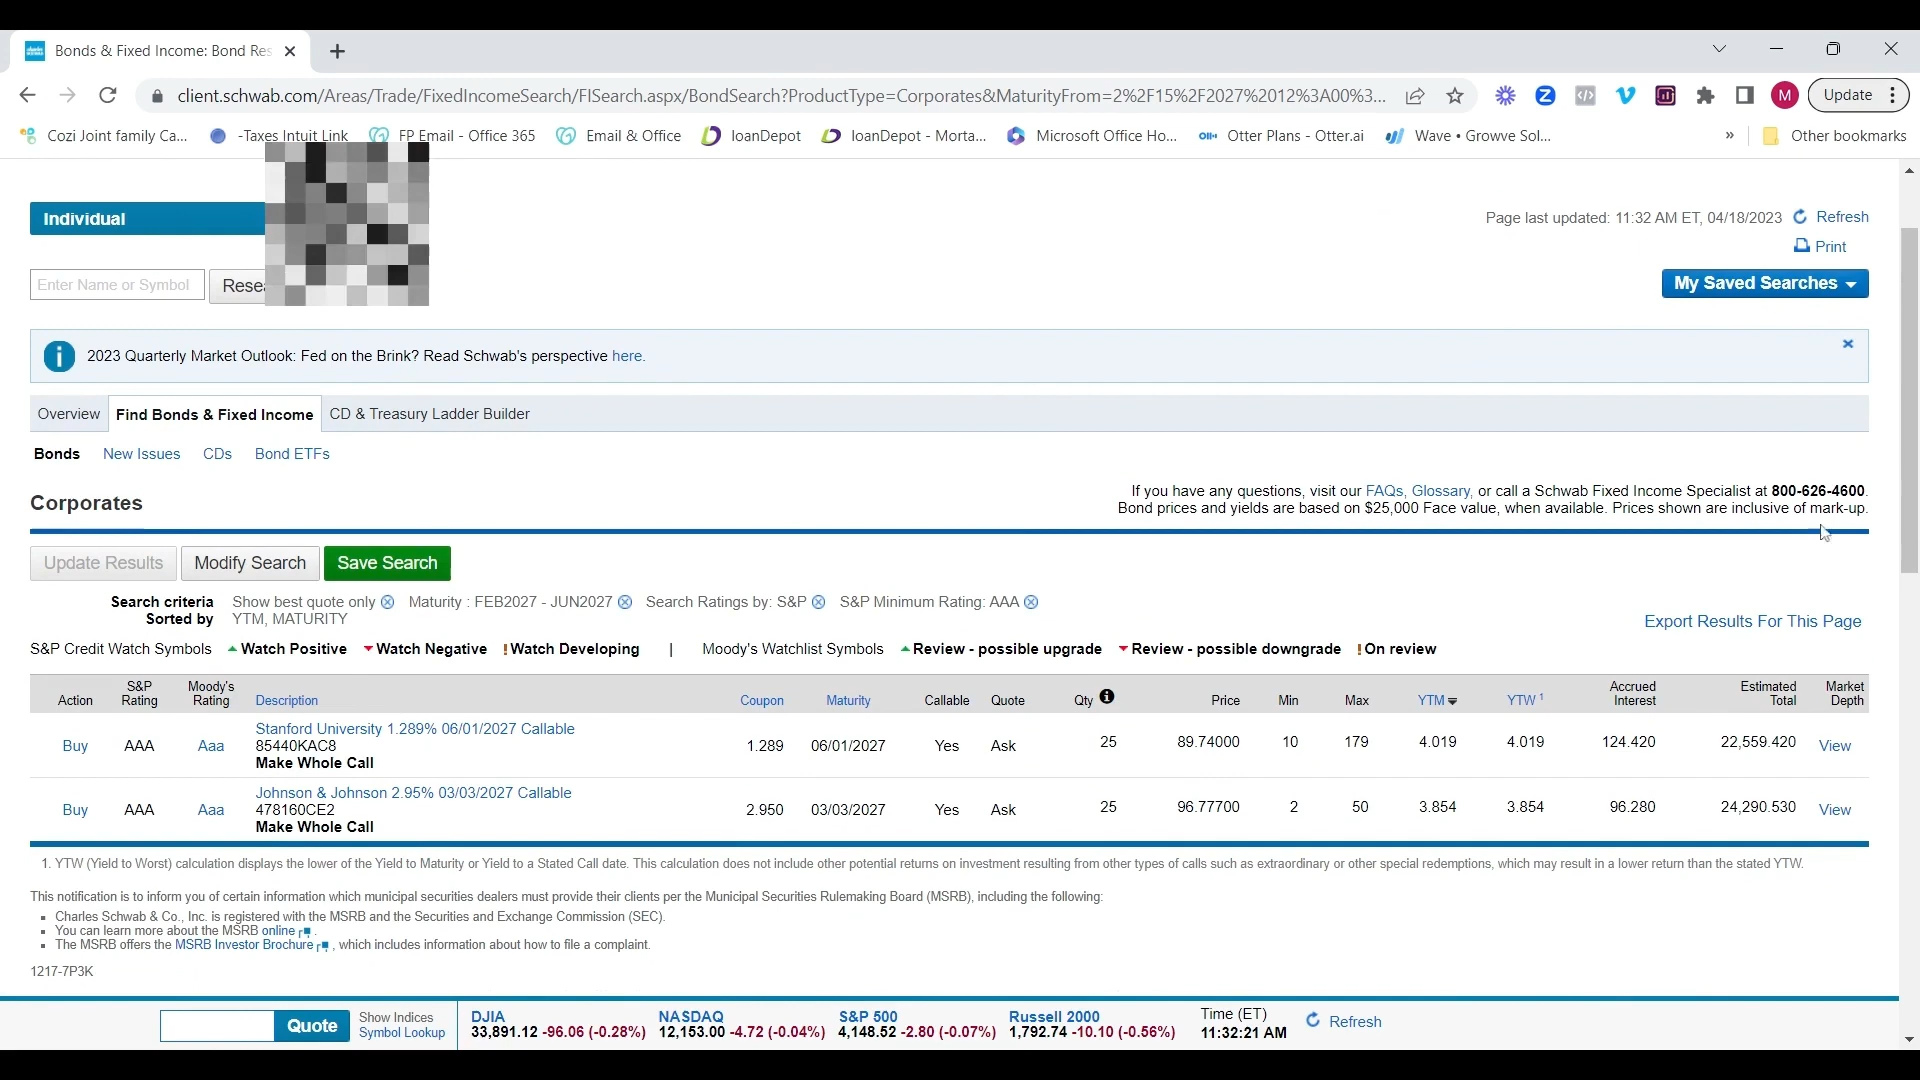 Bonds & Fixed Income: Bond Res
client.schwab.com/Areas/Trade/FixedIncomeSearch/FISearch.aspx/BondSearch?ProductType=Corporates&MaturityFrom=2%2F15%2F2027%2012%3A00%3...
M
Update
Cozi Joint family Ca... -Taxes Intuit Link FP Email - Office 365 Email & Office loanDepot loanDepot - Morta... Microsoft Office Ho... Otter Plans - Otter.ai Wave • Growve Sol... » Other bookmarks
Individual
Page last updated: 11:32 AM ET, 04/18/2023 Refresh
Print
Enter Name or Symbol
My Saved Searches
2023 Quarterly Market Outlook: Fed on the Brink? Read Schwab's perspective here.
Overview Find Bonds & Fixed Income CD & Treasury Ladder Builder
Bonds New Issues CDs Bond ETFs
Corporates
If you have any questions, visit our FAQs, Glossary, or call a Schwab Fixed Income Specialist at 800-626-4600.
Bond prices and yields are based on $25,000 Face value, when available. Prices shown are inclusive of mark-up.
Update Results Modify Search Save Search
Search criteria Show best quote only Maturity : FEB2027 - JUN2027 Search Ratings by: S&P S&P Minimum Rating: AAA
Sorted by YTM, MATURITY
Export Results For This Page
S&P Credit Watch Symbols Watch Positive Watch Negative !Watch Developing | Moody's Watchlist Symbols Review - possible upgrade Review - possible downgrade !On review
Action S&P Rating Moody's Rating Description Coupon Maturity Callable Quote Qty Price Min Max YTM YTW 1 Accrued Interest Estimated Total Market Depth
Stanford University 1.289% 06/01/2027 Callable
Buy AAA Aaa 85440KAC8 1.289 06/01/2027 Yes Ask 25 89.74000 10 179 4.019 4.019 124.420 22,559.420 View
Make Whole Call
Johnson & Johnson 2.95% 03/03/2027 Callable
Buy AAA Aaa 478160CE2 2.950 03/03/2027 Yes Ask 25 96.77700 2 50 3.854 3.854 96.280 24,290.530 View
Make Whole Call
1. YTW (Yield to Worst) calculation displays the lower of the Yield to Maturity or Yield to a Stated Call date. This calculation does not include other potential returns on investment resulting from other types of calls such as extraordinary or other special redemptions, which may result in a lower return than the stated YTW.
This notification is to inform you of certain information which municipal securities dealers must provide their clients per the Municipal Securities Rulemaking Board (MSRB), including the following:
Charles Schwab & Co., Inc. is registered with the MSRB and the Securities and Exchange Commission (SEC).
You can learn more about the MSRB online .
The MSRB offers the MSRB Investor Brochure , which includes information about how to file a complaint.
1217-7P3K
Quote
Show Indices
Symbol Lookup
DJIA NASDAQ S&P 500 Russell 2000 Time (ET)
33,891.12 -96.06 (-0.28%) 12,153.00 -4.72 (-0.04%) 4,148.52 -2.80 (-0.07%) 1,792.74 -10.10 (-0.56%) 11:32:21 AM Refresh